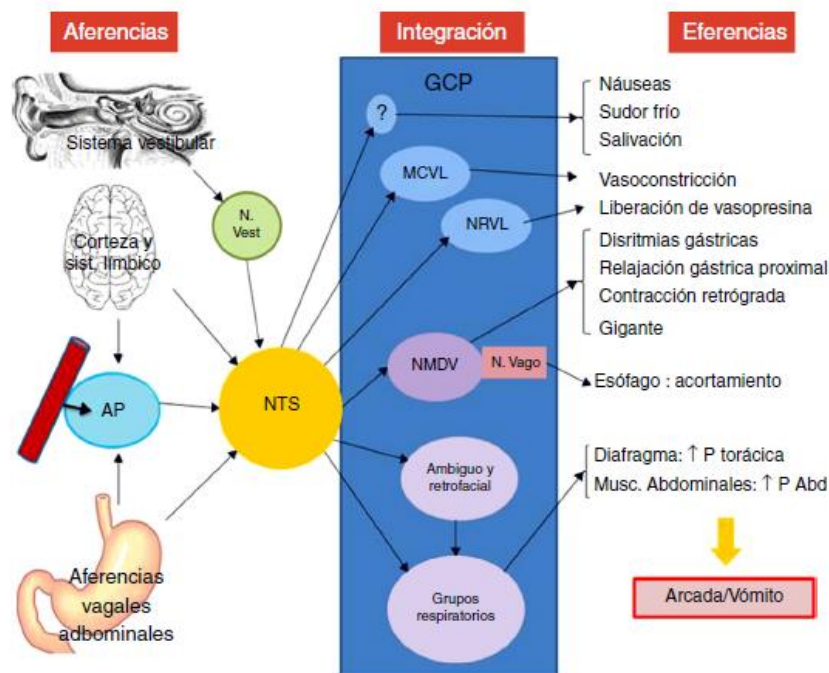 Aferencias
Integración
Eferencias
Sistema vestibular
N.
Vest
Corteza y
sist. límbico
AP
Aferencias
vagales
adbominales
NTS
GCP
?
MCVL
NRVL
NMDV
N. Vago
Ambiguo y
retrofacial
Grupos
respiratorios
Náuseas
Sudor frío
Salivación
Vasoconstricción
Liberación de vasopresina
Disritmias gástricas
Relajación gástrica proximal
Contracción retrógrada
Gigante
Esófago : acortamiento
Diafragma: ↑ P torácica
Musc. Abdominales: ↑ P Abd
Arcada/Vómito